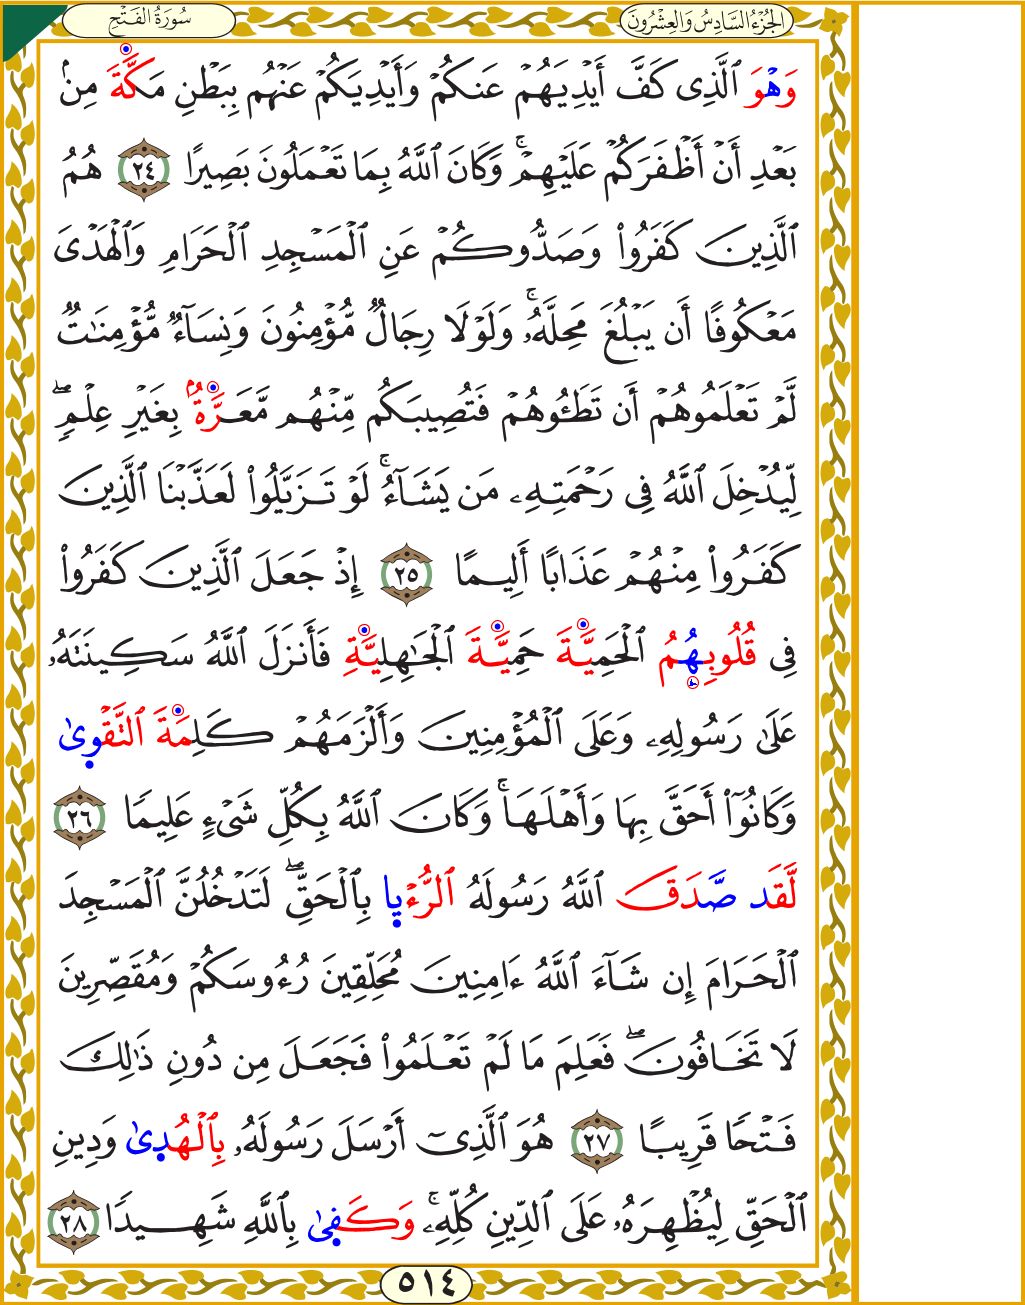 الجُزْءُ السَّادِسُ وَالعِشْرُونَ
سُورَةُ الفَتْحِ
وَهْوَ ٱلَّذِى كَفَّ أَيْدِيَهُمْ عَنكُمْ وَأَيْدِيَكُمْ عَنْهُم بِبَطْنِ مَكَّةَ مِنۢ
بَعْدِ أَنْ أَظْفَرَكُمْ عَلَيْهِمْۚ وَكَانَ ٱللَّهُ بِمَا تَعْمَلُونَ بَصِيرًا ٢٤ هُمُ
ٱلَّذِينَ كَفَرُوا۟ وَصَدُّوكُمْ عَنِ ٱلْمَسْجِدِ ٱلْحَرَامِ وَٱلْهَدْىَ
مَعْكُوفًا أَن يَبْلُغَ مَحِلَّهُۥۚ وَلَوْلَا رِجَالٌ مُّؤْمِنُونَ وَنِسَآءٌ مُّؤْمِنَٰتٌ
لَّمْ تَعْلَمُوهُمْ أَن تَطَـُٔوهُمْ فَتُصِيبَكُم مِّنْهُم مَّعَرَّةٌۢ بِغَيْرِ عِلْمٍۖ
لِّيُدْخِلَ ٱللَّهُ فِى رَحْمَتِهِۦ مَن يَشَآءُۚ لَوْ تَزَيَّلُوا۟ لَعَذَّبْنَا ٱلَّذِينَ
كَفَرُوا۟ مِنْهُمْ عَذَابًا أَلِيمًا ٢٥ إِذْ جَعَلَ ٱلَّذِينَ كَفَرُوا۟
فِى قُلُوبِهُِمُ ٱلْحَمِيَّةَ حَمِيَّةَ ٱلْجَٰهِلِيَّةِ فَأَنزَلَ ٱللَّهُ سَكِينَتَهُۥ
عَلَىٰ رَسُولِهِۦ وَعَلَى ٱلْمُؤْمِنِينَ وَأَلْزَمَهُمْ كَلِمَةَ ٱلتَّقْوٜىٰ
وَكَانُوٓا۟ أَحَقَّ بِهَا وَأَهْلَهَاۚ وَكَانَ ٱللَّهُ بِكُلِّ شَىْءٍ عَلِيمًا ٢٦
لَّقَد صَّدَقَ ٱللَّهُ رَسُولَهُ ٱلرُّءْيٜا بِٱلْحَقِّۖ لَتَدْخُلُنَّ ٱلْمَسْجِدَ
ٱلْحَرَامَ إِن شَآءَ ٱللَّهُ ءَامِنِينَ مُحَلِّقِينَ رُءُوسَكُمْ وَمُقَصِّرِينَ
لَا تَخَافُونَۖ فَعَلِمَ مَا لَمْ تَعْلَمُوا۟ فَجَعَلَ مِن دُونِ ذَٰلِكَ
فَتْحًا قَرِيبًا ٢٧ هُوَ ٱلَّذِىٓ أَرْسَلَ رَسُولَهُۥ بِٱلْهُدٜىٰ وَدِينِ
ٱلْحَقِّ لِيُظْهِرَهُۥ عَلَى ٱلدِّينِ كُلِّهِۦۚ وَكَفٜىٰ بِٱللَّهِ شَهِيدًا ٢٨
٥١٤